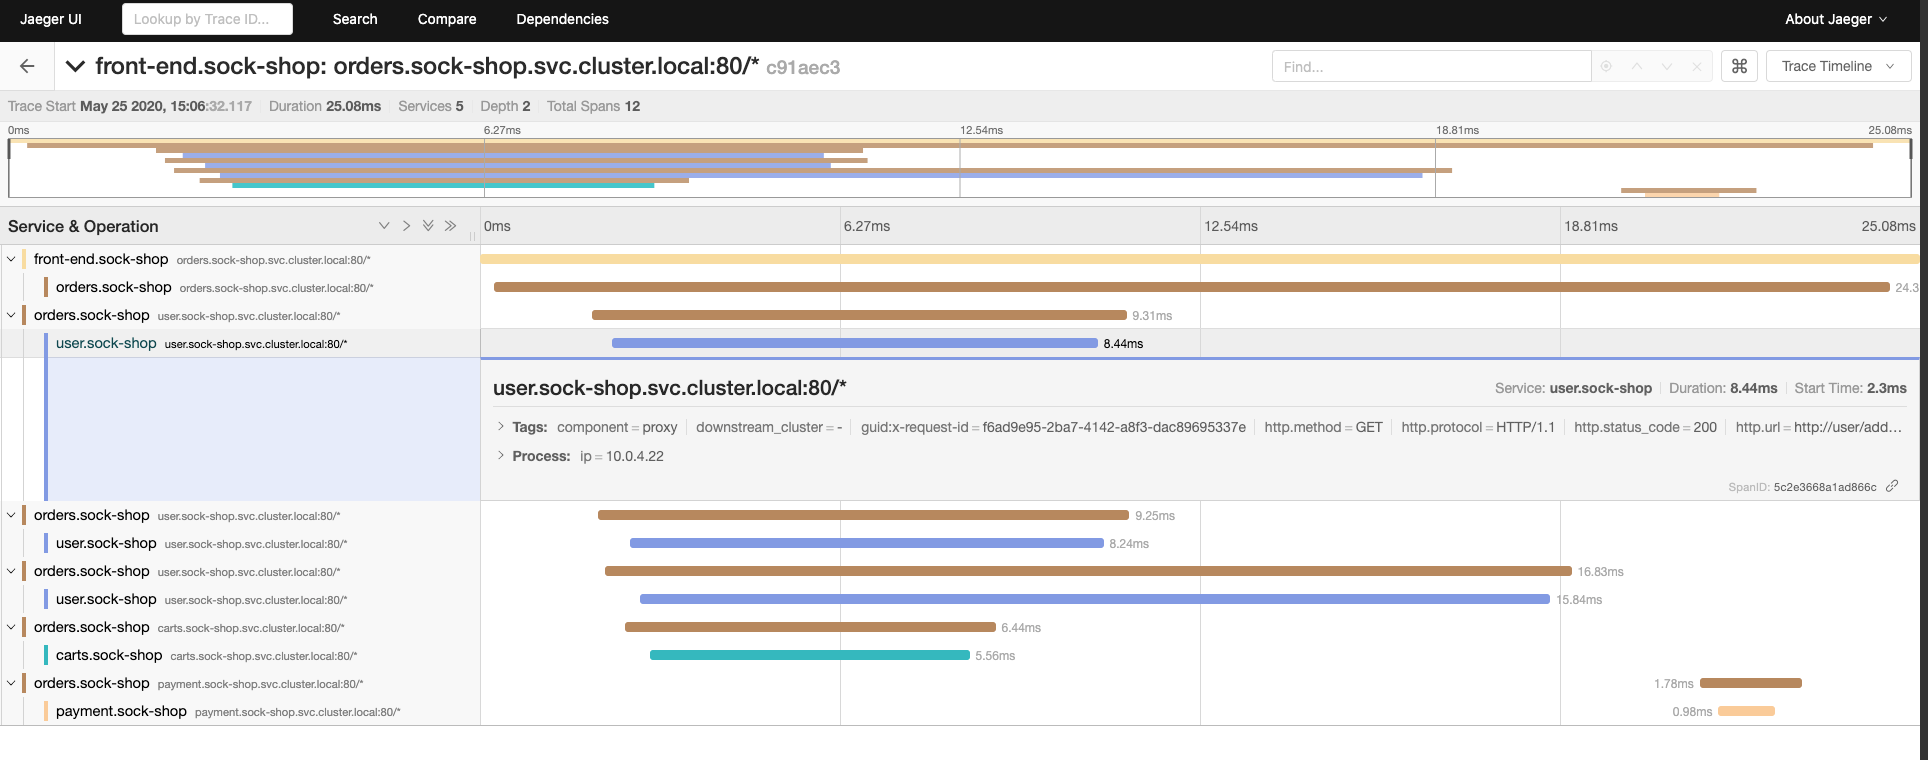 Jaeger UI Lookup by Trace ID... Search Compare Dependencies About Jaeger
front-end.sock-shop: orders.sock-shop.svc.cluster.local:80/* c91aec3 Find... ⌘ Trace Timeline
Trace Start May 25 2020, 15:06:32.117 Duration 25.08ms Services 5 Depth 2 Total Spans 12
0ms 6.27ms 12.54ms 18.81ms 25.08ms
Service & Operation 0ms 6.27ms 12.54ms 18.81ms 25.08ms
front-end.sock-shop orders.sock-shop.svc.cluster.local:80/*
orders.sock-shop orders.sock-shop.svc.cluster.local:80/* 24.3
orders.sock-shop user.sock-shop.svc.cluster.local:80/* 9.31ms
user.sock-shop user.sock-shop.svc.cluster.local:80/* 8.44ms
user.sock-shop.svc.cluster.local:80/* Service: user.sock-shop Duration: 8.44ms Start Time: 2.3ms
Tags: component = proxy downstream_cluster = - guid:x-request-id = f6ad9e95-2ba7-4142-a8f3-dac89695337e http.method = GET http.protocol = HTTP/1.1 http.status_code = 200 http.url = http://user/add...
Process: ip = 10.0.4.22
SpanID: 5c2e3668a1ad866c
orders.sock-shop user.sock-shop.svc.cluster.local:80/* 9.25ms
user.sock-shop user.sock-shop.svc.cluster.local:80/* 8.24ms
orders.sock-shop user.sock-shop.svc.cluster.local:80/* 16.83ms
user.sock-shop user.sock-shop.svc.cluster.local:80/* 15.84ms
orders.sock-shop carts.sock-shop.svc.cluster.local:80/* 6.44ms
carts.sock-shop carts.sock-shop.svc.cluster.local:80/* 5.56ms
orders.sock-shop payment.sock-shop.svc.cluster.local:80/* 1.78ms
payment.sock-shop payment.sock-shop.svc.cluster.local:80/* 0.98ms